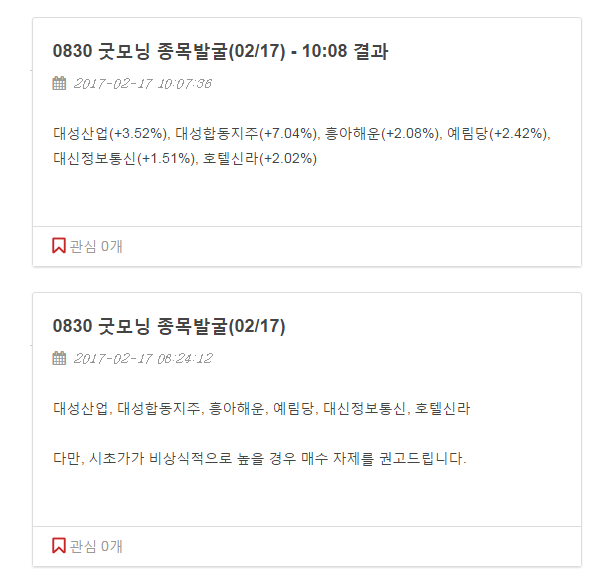 0830 굿모닝 종목발굴(02/17) - 10:08 결과
2017-02-17 10:07:36
대성산업(+3.52%), 대성합동지주(+7.04%), 흥아해운(+2.08%), 예림당(+2.42%),
대신정보통신(+1.51%), 호텔신라(+2.02%)
관심 0개
0830 굿모닝 종목발굴(02/17)
2017-02-17 06:24:12
대성산업, 대성합동지주, 흥아해운, 예림당, 대신정보통신, 호텔신라
다만, 시초가가 비상식적으로 높을 경우 매수 자제를 권고드립니다.
관심 0개